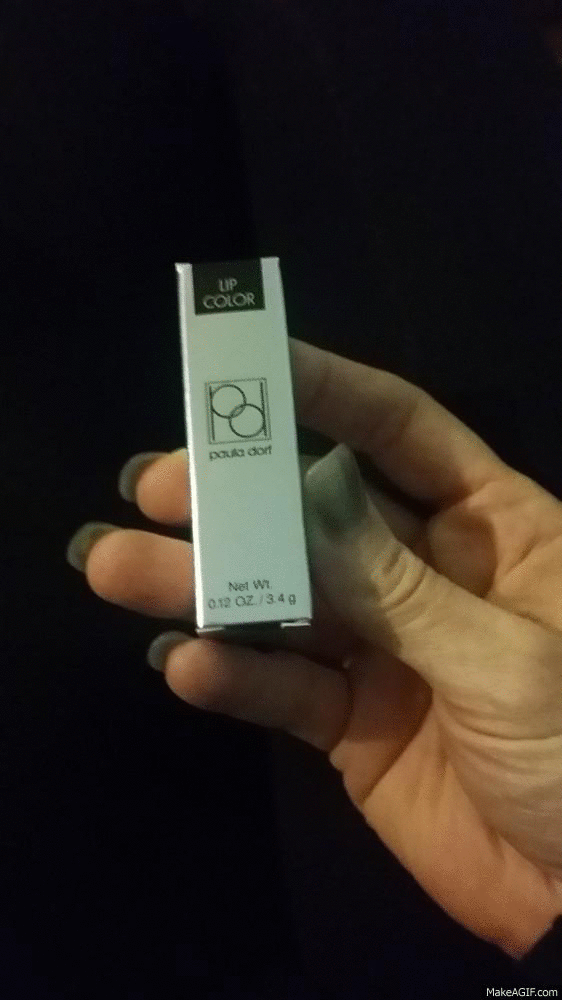 LIP
COLOR
paula dorf
Net Wt.
0.12 OZ. / 3.4 g
MakeAGIF.com